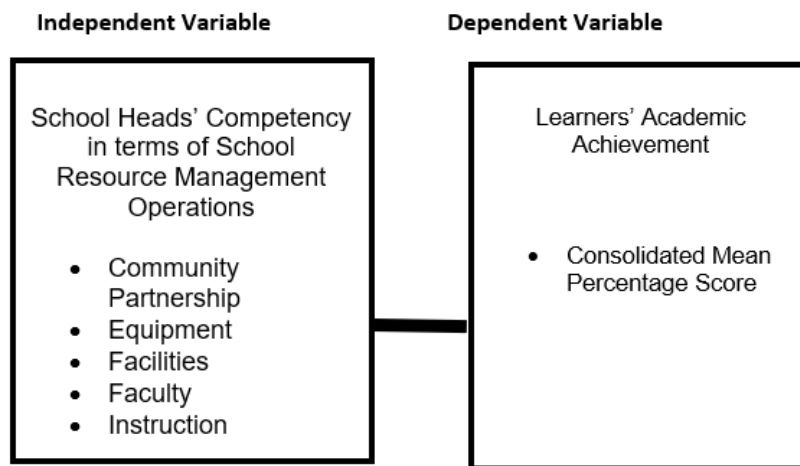 Independent Variable
School Heads' Competency
in terms of School
Resource Management
Operations
• Community
Partnership
• Equipment
• Facilities
• Faculty
• Instruction
Dependent Variable
Learners' Academic
Achievement
• Consolidated Mean
Percentage Score